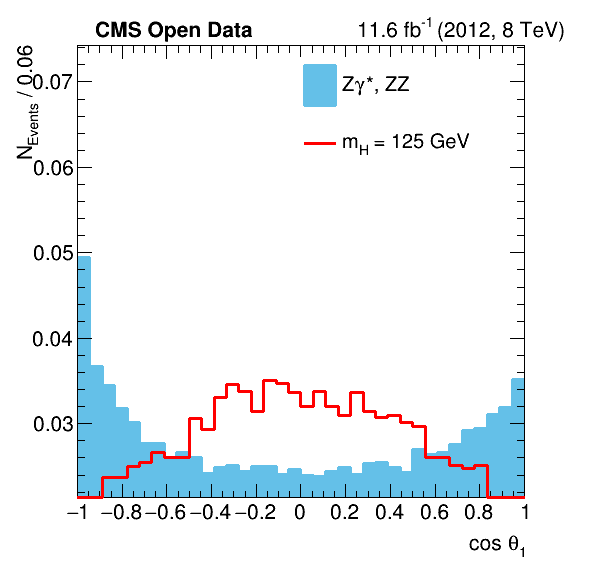 CMS Open Data
11.6 fb⁻¹ (2012, 8 TeV)
N_Events / 0.06
Zγ*, ZZ
m_H = 125 GeV
0.07
0.06
0.05
0.04
0.03
−1 −0.8 −0.6 −0.4 −0.2 0 0.2 0.4 0.6 0.8 1
cos θ₁